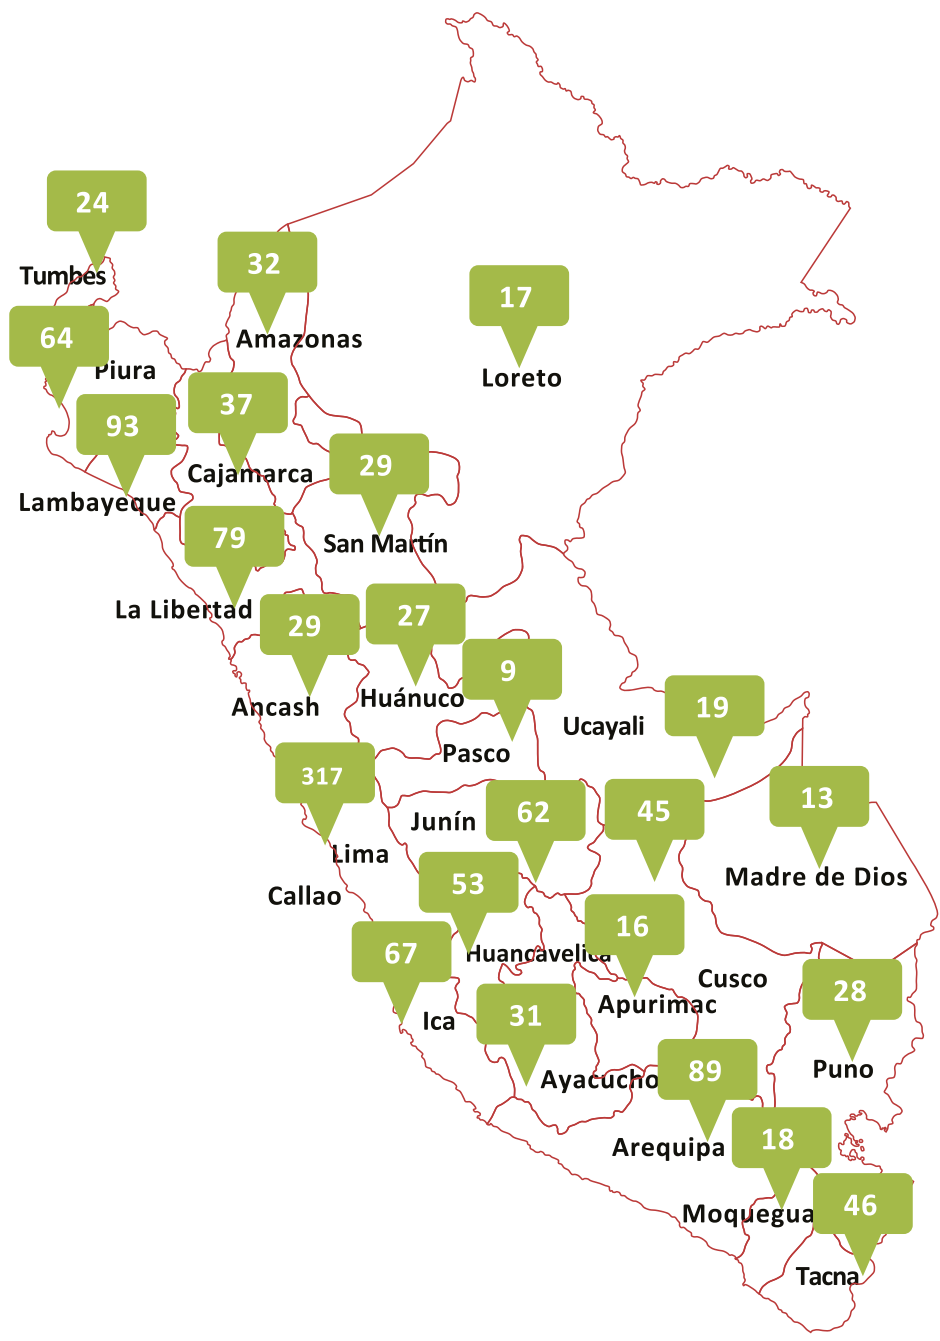 24
Tumbes
32
Amazonas
17
Loreto
64
Piura
37
Cajamarca
93
Lambayeque
29
San Martín
79
La Libertad
29
Ancash
27
Huánuco
9
Pasco
19
Ucayali
317
Lima
Callao
62
Junín
45
13
Madre de Dios
53
Huancavelica
16
Apurimac
Cusco
67
Ica
28
Puno
31
Ayacucho
89
Arequipa
18
Moquegua
46
Tacna